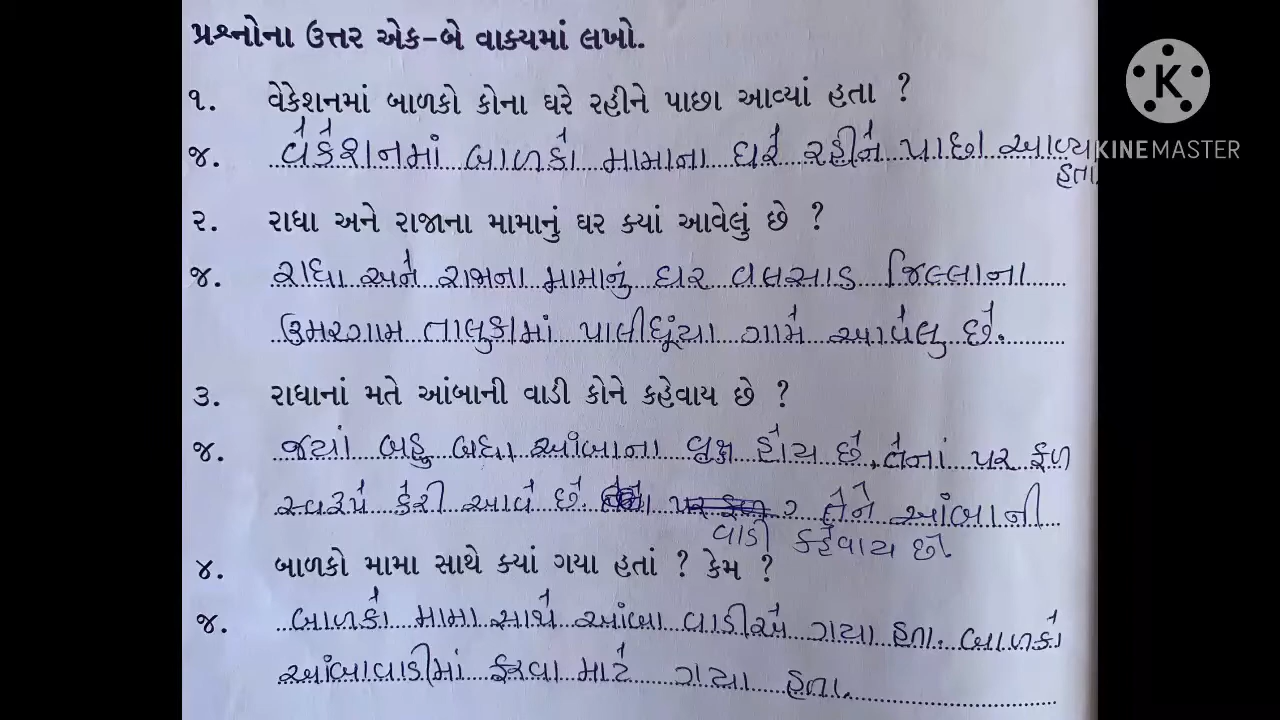 પ્રશ્નોના ઉત્તર એક-બે વાક્યમાં લખો.
૧. વેકેશનમાં બાળકો કોના ઘરે રહીને પાછા આવ્યાં હતા ?
જ. વેકેશનમાં બાળકો મામાના ઘરે રહીને પાછા આવ્યા
હતા
KINEMASTER
૨. રાધા અને રાજાના મામાનું ઘર ક્યાં આવેલું છે ?
જ. રાધા અને રાજાના મામાનું ઘર વલસાડ જિલ્લાના
ઉમરગામ તાલુકામાં પાલીધૂંયા ગામે આવેલુ છે.
૩. રાધાનાં મતે આંબાની વાડી કોને કહેવાય છે ?
જ. જ્યાં બહુ બધા આંબાના વૃક્ષ હોય છે, તેનાં પર ફળ
સ્વરૂપે કેરી આવે છે. તેને આંબાની
વાડી કહેવાય છે.
૪. બાળકો મામા સાથે ક્યાં ગયા હતાં ? કેમ ?
જ. બાળકો મામા સાથે આંબા વાડીએ ગયા હતા. બાળકો
આંબાવાડીમાં ફરવા માટે ગયા હતા.